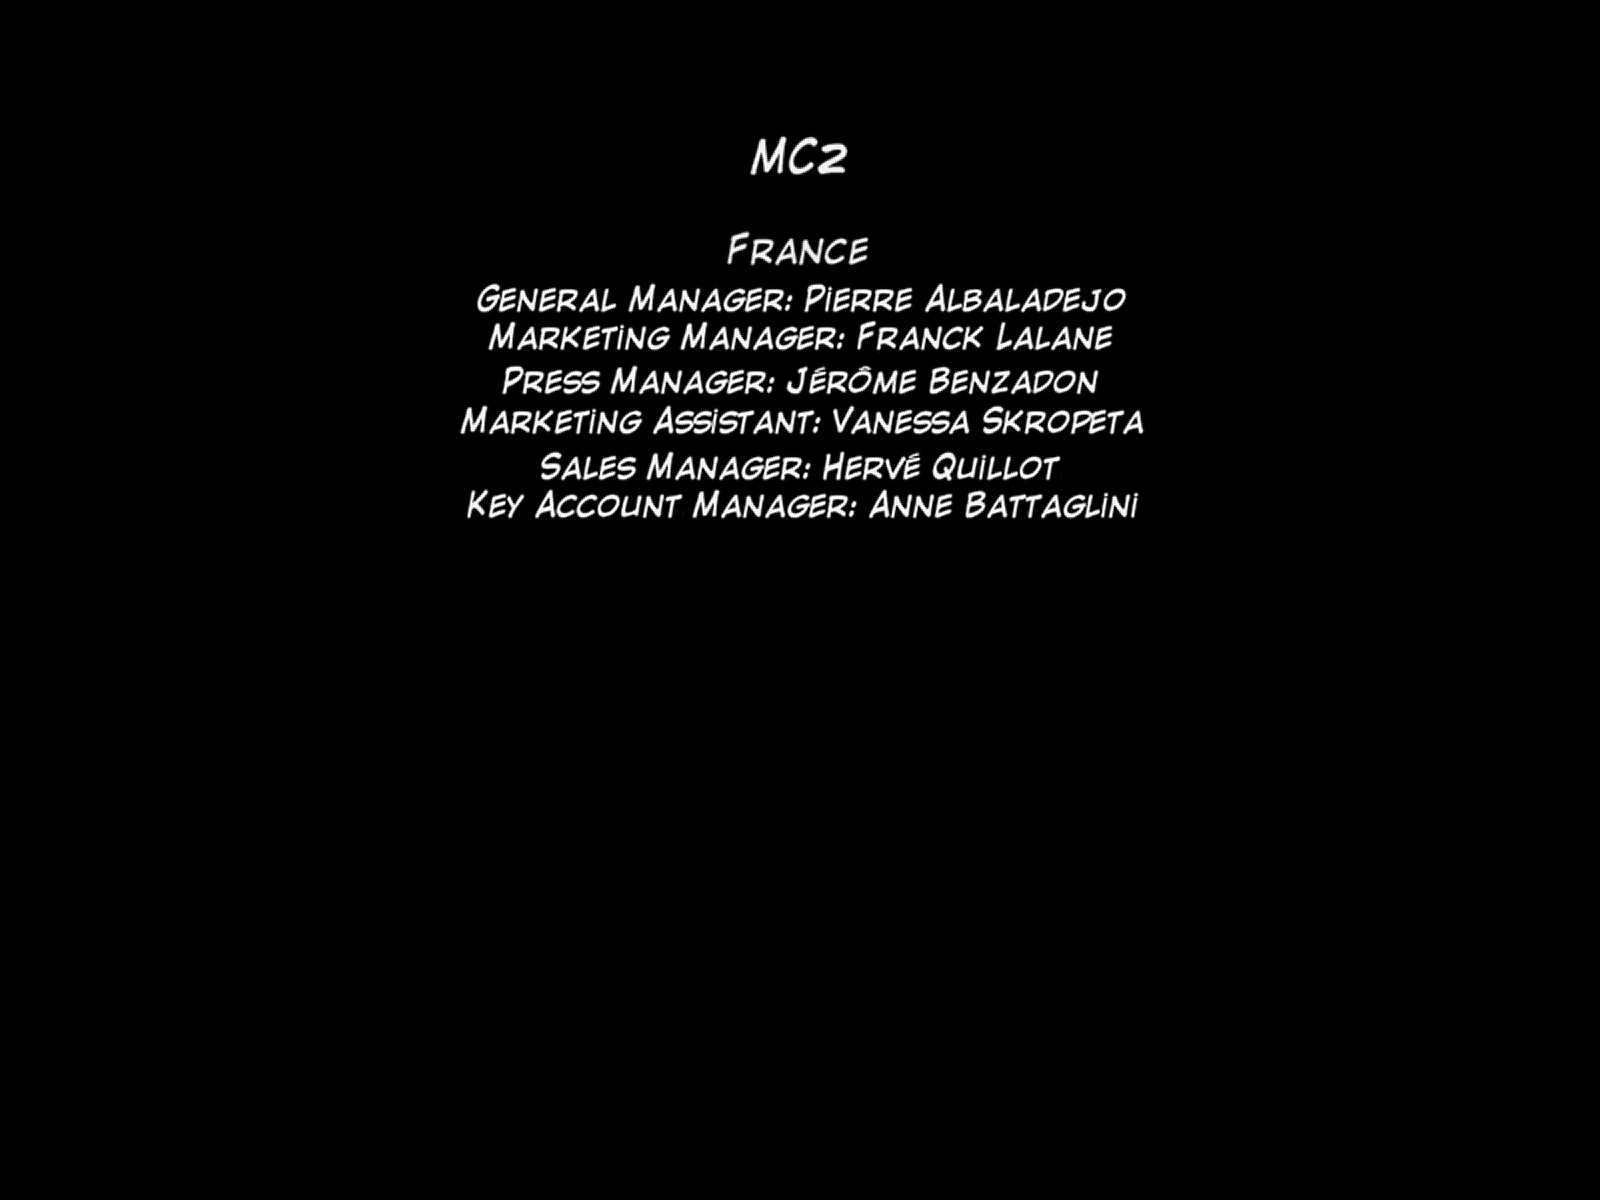 MC2
France
General Manager: Pierre Albaladejo
Marketing Manager: Franck Lalane
Press Manager: Jérôme Benzadon
Marketing Assistant: Vanessa Skropeta
Sales Manager: Hervé Quillot
Key Account Manager: Anne Battaglini